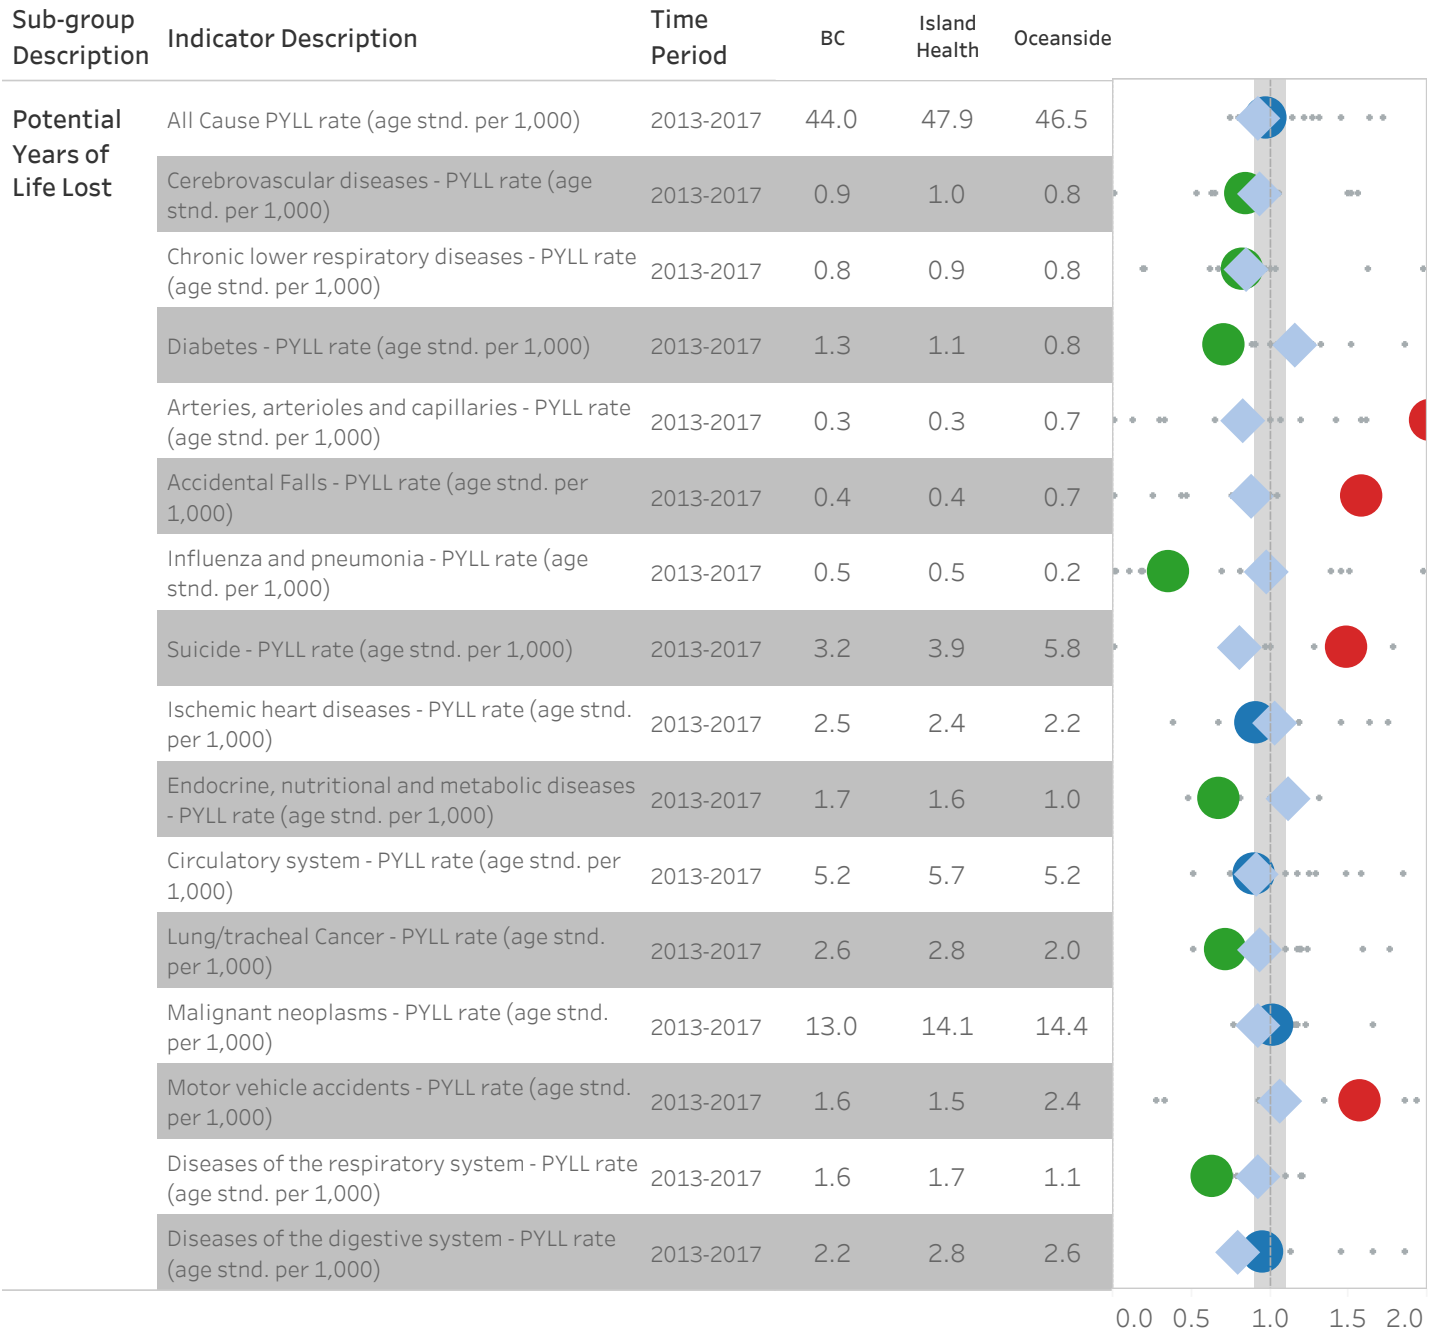 Sub-group Description
Indicator Description
Time Period
BC
Island Health
Oceanside
Potential Years of Life Lost
All Cause PYLL rate (age stnd. per 1,000) 2013-2017 44.0 47.9 46.5
Cerebrovascular diseases - PYLL rate (age
stnd. per 1,000) 2013-2017 0.9 1.0 0.8
Chronic lower respiratory diseases - PYLL rate
(age stnd. per 1,000) 2013-2017 0.8 0.9 0.8
Diabetes - PYLL rate (age stnd. per 1,000) 2013-2017 1.3 1.1 0.8
Arteries, arterioles and capillaries - PYLL rate
(age stnd. per 1,000) 2013-2017 0.3 0.3 0.7
Accidental Falls - PYLL rate (age stnd. per
1,000) 2013-2017 0.4 0.4 0.7
Influenza and pneumonia - PYLL rate (age
stnd. per 1,000) 2013-2017 0.5 0.5 0.2
Suicide - PYLL rate (age stnd. per 1,000) 2013-2017 3.2 3.9 5.8
Ischemic heart diseases - PYLL rate (age stnd.
per 1,000) 2013-2017 2.5 2.4 2.2
Endocrine, nutritional and metabolic diseases
- PYLL rate (age stnd. per 1,000) 2013-2017 1.7 1.6 1.0
Circulatory system - PYLL rate (age stnd. per
1,000) 2013-2017 5.2 5.7 5.2
Lung/tracheal Cancer - PYLL rate (age stnd.
per 1,000) 2013-2017 2.6 2.8 2.0
Malignant neoplasms - PYLL rate (age stnd.
per 1,000) 2013-2017 13.0 14.1 14.4
Motor vehicle accidents - PYLL rate (age stnd.
per 1,000) 2013-2017 1.6 1.5 2.4
Diseases of the respiratory system - PYLL rate
(age stnd. per 1,000) 2013-2017 1.6 1.7 1.1
Diseases of the digestive system - PYLL rate
(age stnd. per 1,000) 2013-2017 2.2 2.8 2.6
0.0 0.5 1.0 1.5 2.0